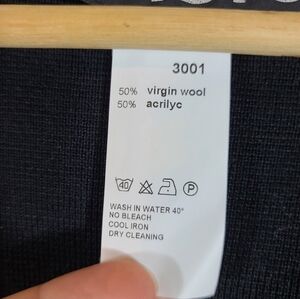 3001
50% virgin wool
50% acrilyc
40 P
WASH IN WATER 40°
NO BLEACH
COOL IRON
DRY CLEANING